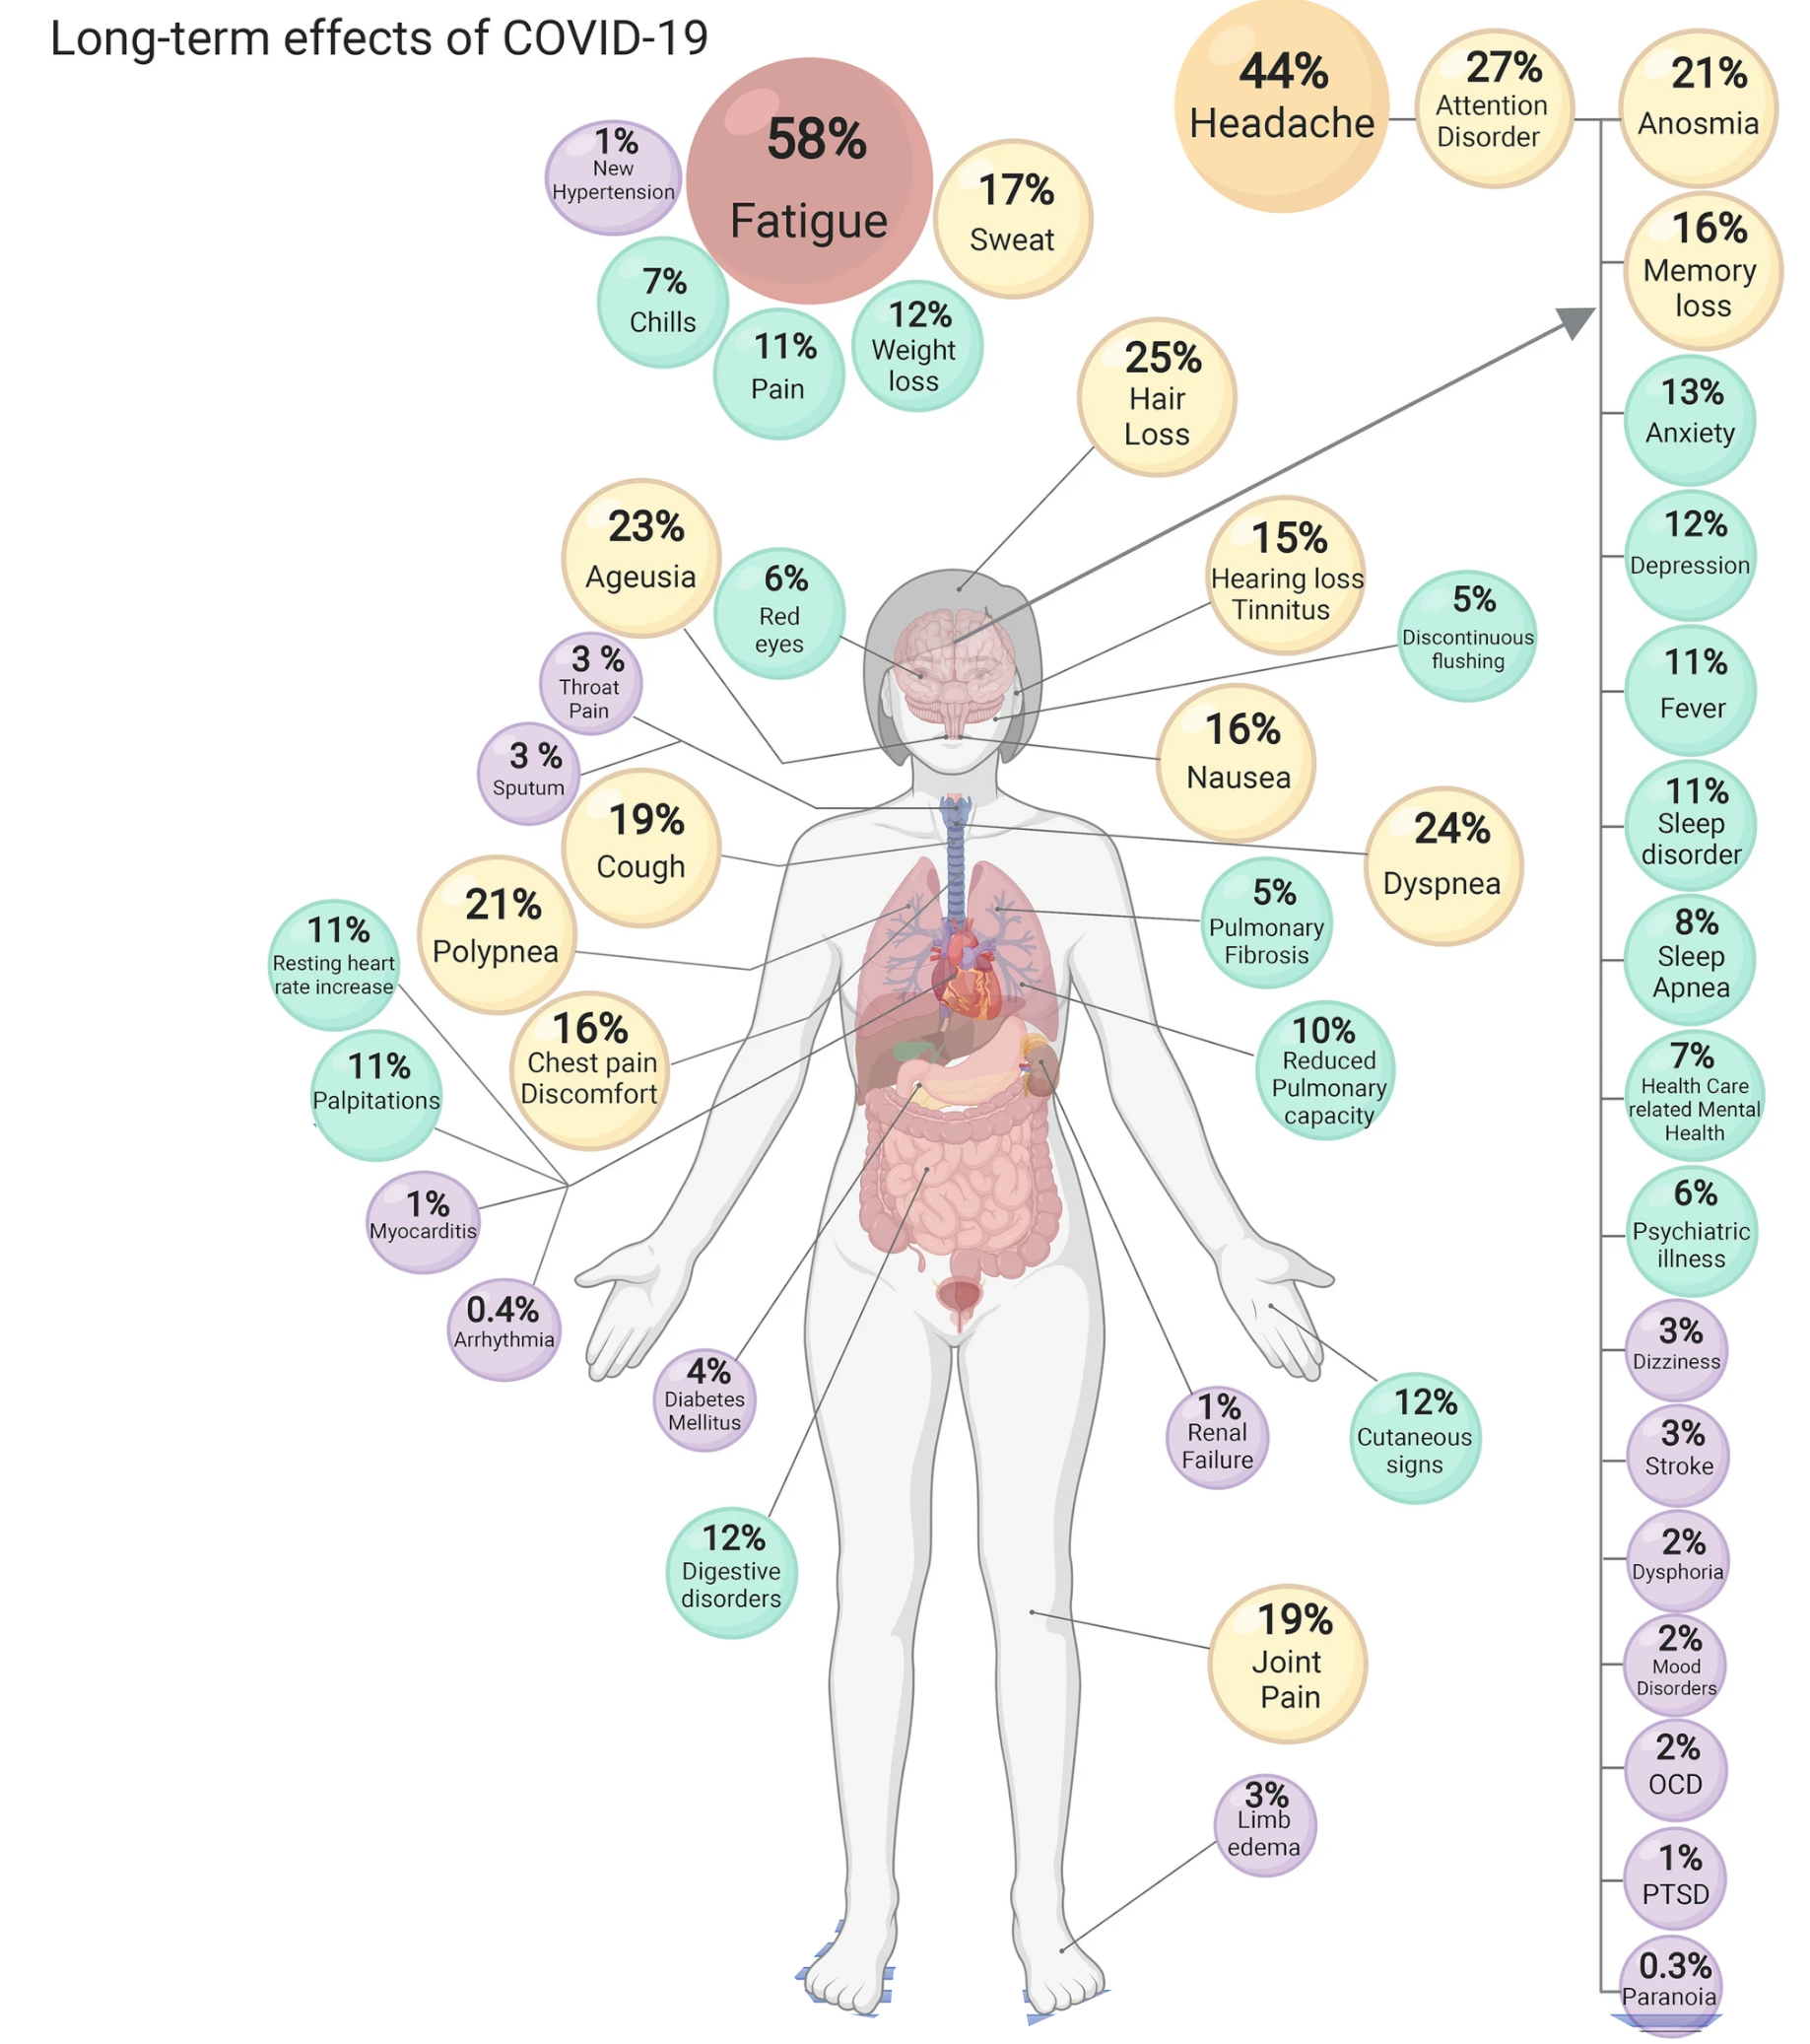 Long-term effects of COVID-19
44%
Headache
27%
Attention
Disorder
21%
Anosmia
16%
Memory
loss
13%
Anxiety
12%
Depression
11%
Fever
11%
Sleep
disorder
8%
Sleep
Apnea
7%
Health Care
related Mental
Health
6%
Psychiatric
illness
3%
Dizziness
3%
Stroke
2%
Dysphoria
2%
Mood
Disorders
2%
OCD
1%
PTSD
0.3%
Paranoia
1%
New
Hypertension
58%
Fatigue
17%
Sweat
7%
Chills
11%
Pain
12%
Weight
loss
25%
Hair
Loss
23%
Ageusia
6%
Red
eyes
15%
Hearing loss
Tinnitus
5%
Discontinuous
flushing
3 %
Throat
Pain
3 %
Sputum
16%
Nausea
19%
Cough
24%
Dyspnea
21%
Polypnea
5%
Pulmonary
Fibrosis
11%
Resting heart
rate increase
16%
Chest pain
Discomfort
10%
Reduced
Pulmonary
capacity
11%
Palpitations
1%
Myocarditis
0.4%
Arrhythmia
4%
Diabetes
Mellitus
1%
Renal
Failure
12%
Cutaneous
signs
12%
Digestive
disorders
19%
Joint
Pain
3%
Limb
edema